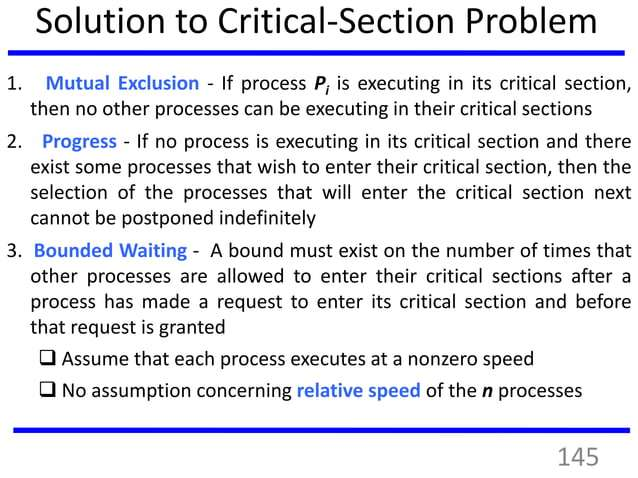 Solution to Critical-Section Problem
1. Mutual Exclusion - If process Pi is executing in its critical section,
then no other processes can be executing in their critical sections
2. Progress - If no process is executing in its critical section and there
exist some processes that wish to enter their critical section, then the
selection of the processes that will enter the critical section next
cannot be postponed indefinitely
3. Bounded Waiting - A bound must exist on the number of times that
other processes are allowed to enter their critical sections after a
process has made a request to enter its critical section and before
that request is granted
❑ Assume that each process executes at a nonzero speed
❑ No assumption concerning relative speed of the n processes
145